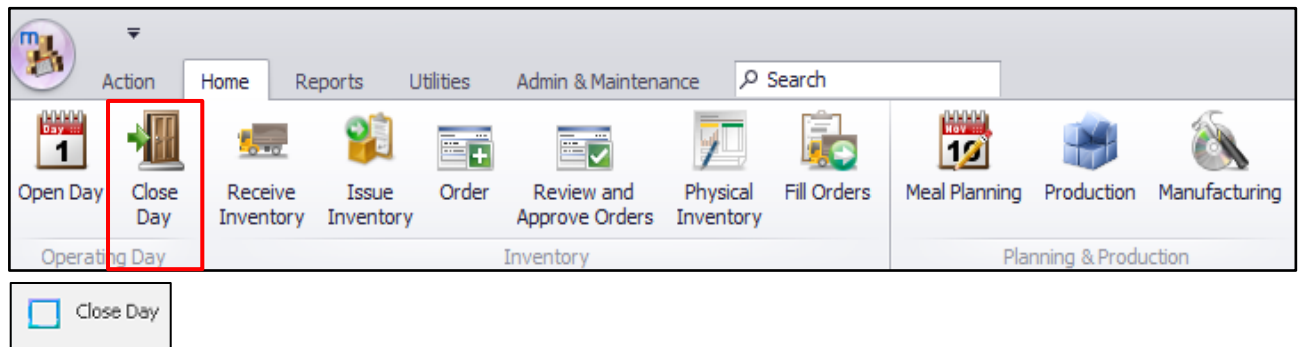 m
Action Home Reports Utilities Admin & Maintenance Search
Day
1
Nov
19
Open Day Close Day Receive Inventory Issue Inventory Order Review and Approve Orders Physical Inventory Fill Orders Meal Planning Production Manufacturing
Operating Day Inventory Planning & Production
Close Day